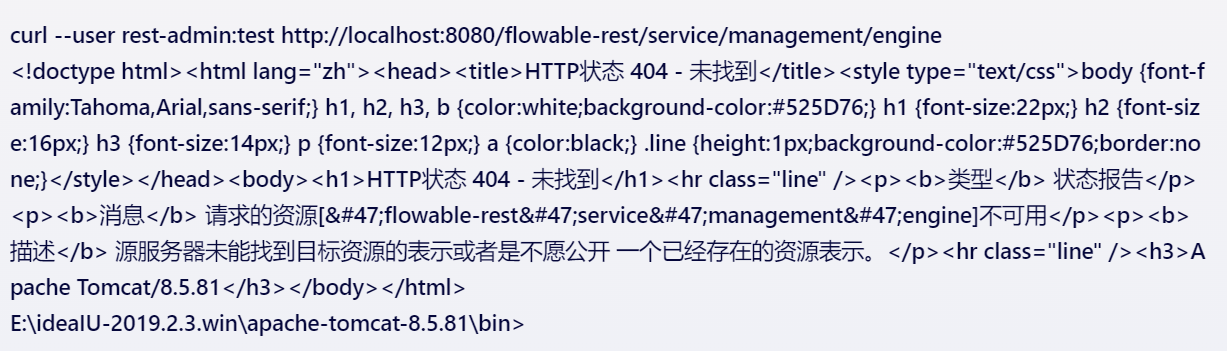 curl --user rest-admin:test http://localhost:8080/flowable-rest/service/management/engine
<!doctype html><html lang="zh"><head><title>HTTP状态 404 - 未找到</title><style type="text/css">body {font-f
amily:Tahoma,Arial,sans-serif;} h1, h2, h3, b {color:white;background-color:#525D76;} h1 {font-size:22px;} h2 {font-siz
e:16px;} h3 {font-size:14px;} p {font-size:12px;} a {color:black;} .line {height:1px;background-color:#525D76;border:no
ne;}</style></head><body><h1>HTTP状态 404 - 未找到</h1><hr class="line" /><p><b>类型</b> 状态报告</p>
<p><b>消息</b> 请求的资源[&#47;flowable-rest&#47;service&#47;management&#47;engine]不可用</p><p><b>
描述</b> 源服务器未能找到目标资源的表示或者是不愿公开 一个已经存在的资源表示。</p><hr class="line" /><h3>A
pache Tomcat/8.5.81</h3></body></html>
E:\ideaIU-2019.2.3.win\apache-tomcat-8.5.81\bin>